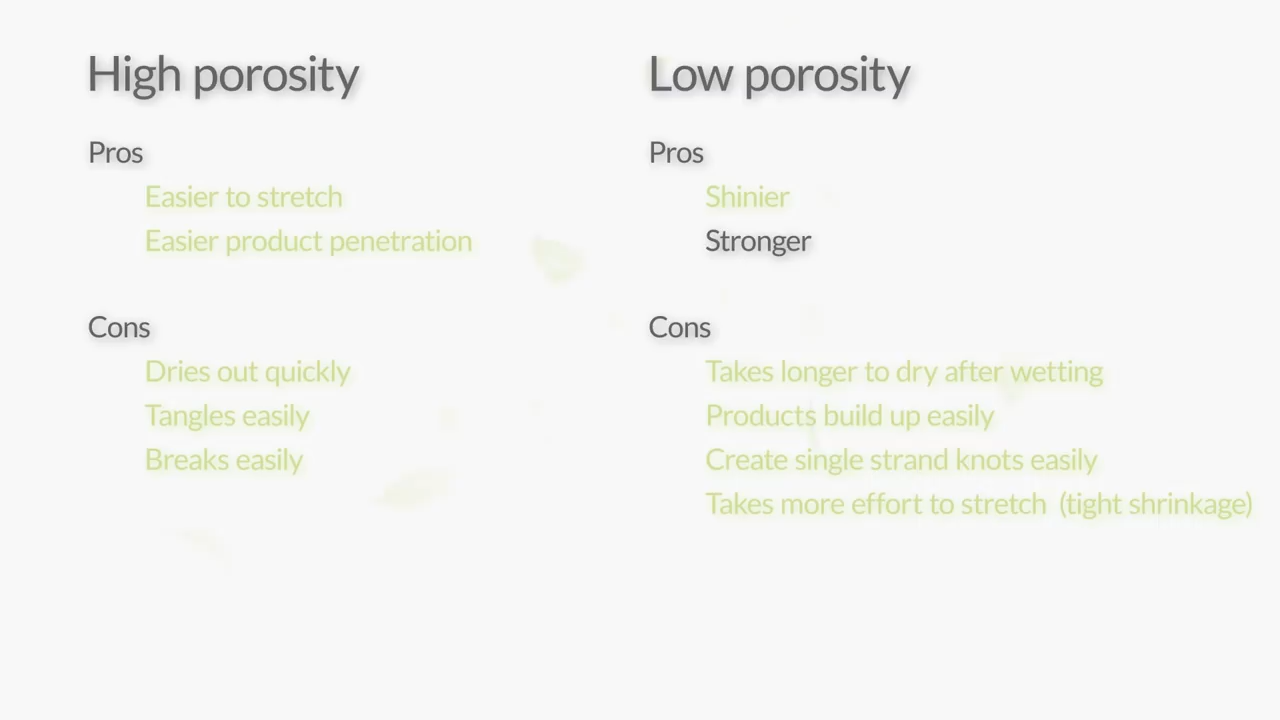 High porosity
Pros
Easier to stretch
Easier product penetration
Cons
Dries out quickly
Tangles easily
Breaks easily
Low porosity
Pros
Shinier
Stronger
Cons
Takes longer to dry after wetting
Products build up easily
Create single strand knots easily
Takes more effort to stretch (tight shrinkage)